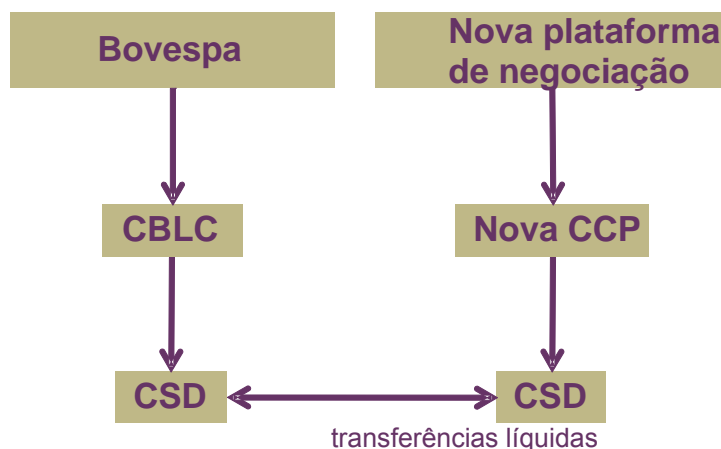 Bovespa
Nova plataforma
de negociação
CBLC
Nova CCP
CSD
CSD
transferências líquidas